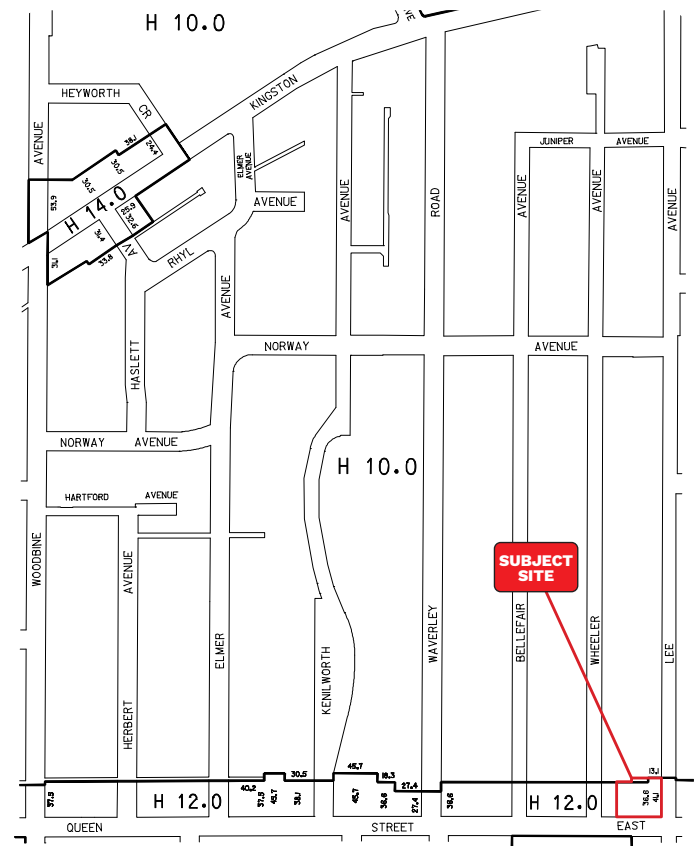 H 10.0
AVE
HEYWORTH
CR
KINGSTON
AVENUE
38.1
24.4
30.5
30.5
53.9
H 14.0
25.9
32.6
31.4
33.8
31.1
AV
RHYL
ELMER
AVENUE
AVENUE
AVENUE
ROAD
JUNIPER AVENUE
AVENUE
AVENUE
AVENUE
AVENUE
HASLETT
NORWAY AVENUE
NORWAY AVENUE
H 10.0
HARTFORD AVENUE
WOODBINE
AVENUE
HERBERT
ELMER
KENILWORTH
WAVERLEY
BELLEFAIR
WHEELER
LEE
SUBJECT
SITE
45.7
13.1
30.5
18.3
27.4
40.2
37.5
H 12.0
37.5
45.7
38.1
45.7
36.6
27.4
36.6
H 12.0
36.6
41.1
QUEEN STREET EAST